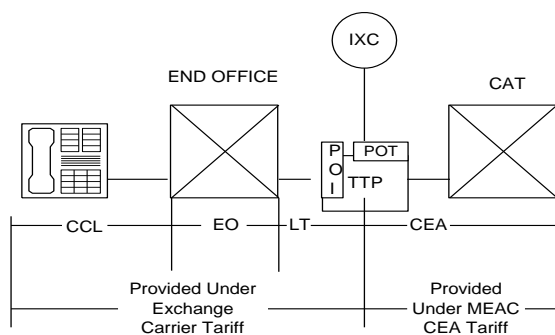 IXC
END OFFICE
CAT
POI
POT
TTP
CCL
EO
LT
CEA
Provided Under
Exchange
Carrier Tariff
Provided
Under MEAC
CEA Tariff